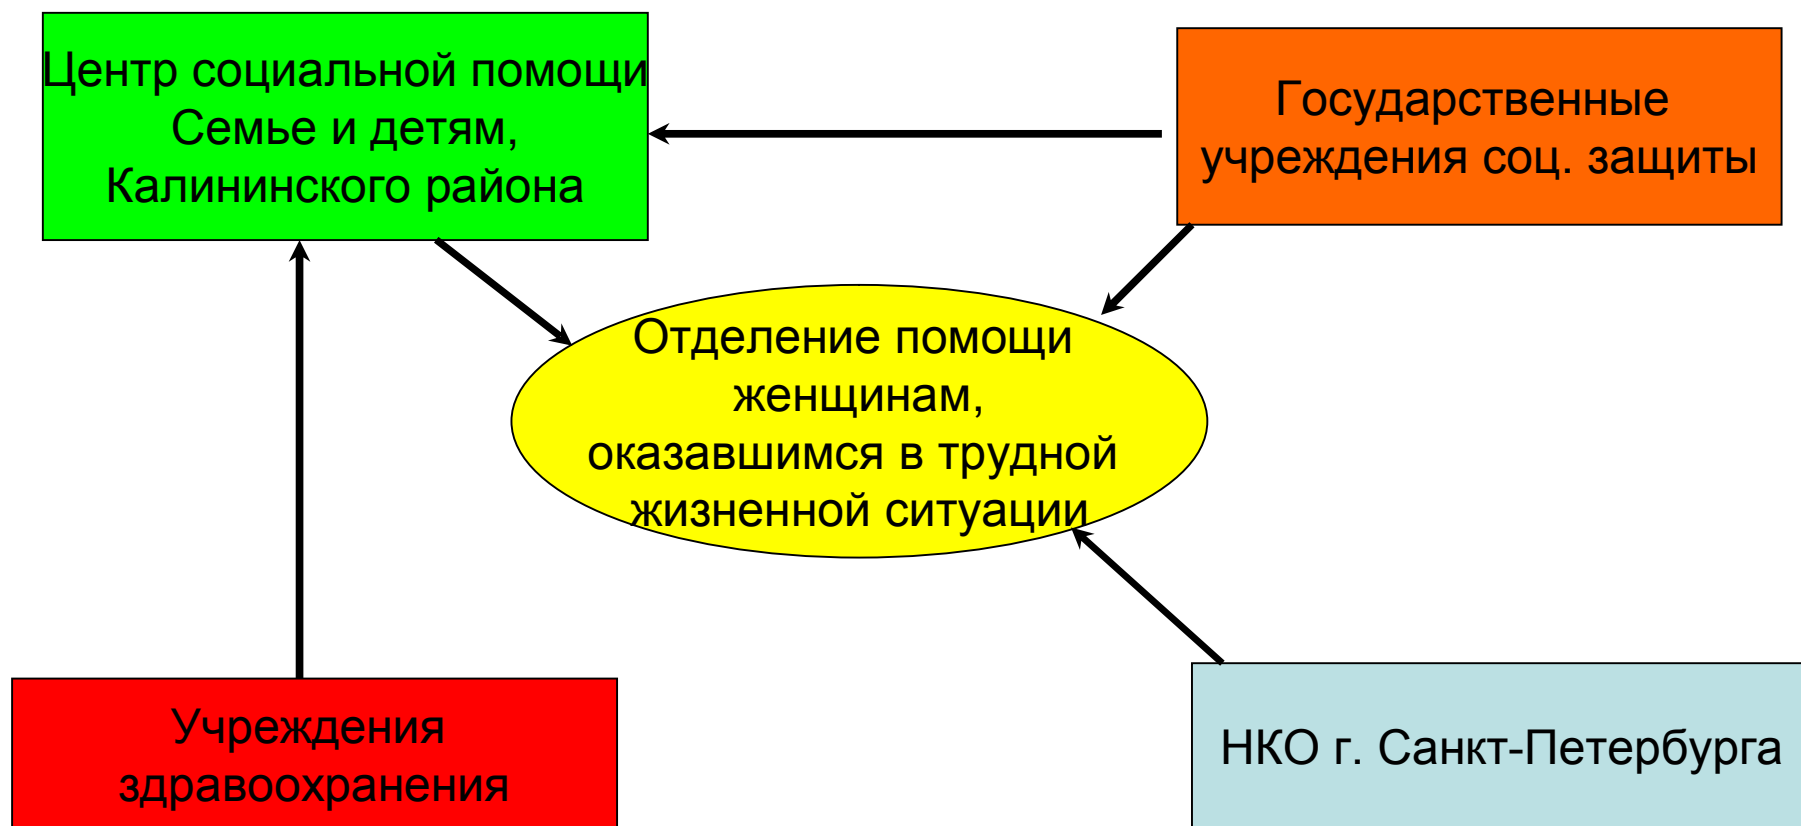 Центр социальной помощи
Семье и детям,
Калининского района
Государственные
учреждения соц. защиты
Отделение помощи
женщинам,
оказавшимся в трудной
жизненной ситуации
Учреждения
здравоохранения
НКО г. Санкт-Петербурга